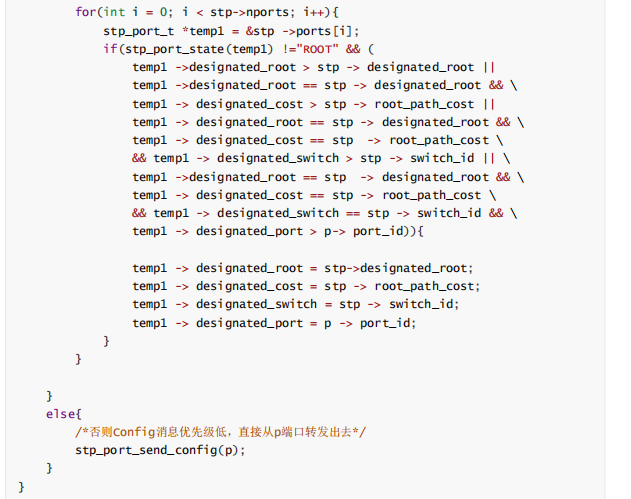 for(int i = 0; i < stp->nports; i++){
stp_port_t *temp1 = &stp ->ports[i];
if(stp_port_state(temp1) !="ROOT" && (
temp1 ->designated_root > stp -> designated_root ||
temp1 ->designated_root == stp -> designated_root && \
temp1 -> designated_cost > stp -> root_path_cost ||
temp1 -> designated_root == stp -> designated_root && \
temp1 -> designated_cost == stp  -> root_path_cost \
&& temp1 -> designated_switch > stp -> switch_id || \
temp1 ->designated_root == stp  -> designated_root && \
temp1 -> designated_cost == stp -> root_path_cost \
&& temp1 -> designated_switch == stp -> switch_id && \
temp1 -> designated_port > p-> port_id)){
temp1 -> designated_root = stp->designated_root;
temp1 -> designated_cost = stp -> root_path_cost;
temp1 -> designated_switch = stp -> switch_id;
temp1 -> designated_port = p -> port_id;
}
}
}
else{
/*否则Config消息优先级低，直接从p端口转发出去*/
stp_port_send_config(p);
}
}